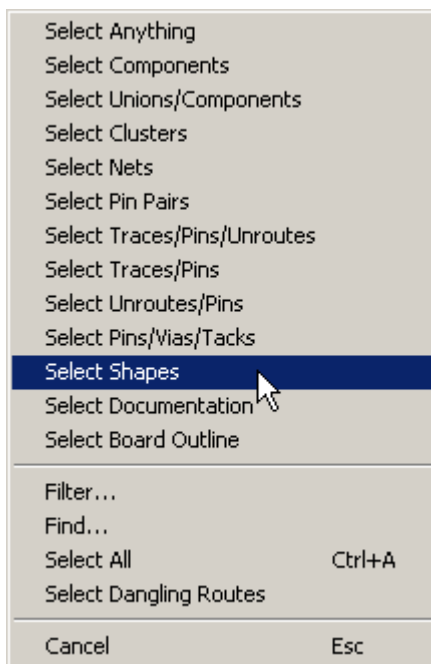 Select Anything
Select Components
Select Unions/Components
Select Clusters
Select Nets
Select Pin Pairs
Select Traces/Pins/Unroutes
Select Traces/Pins
Select Unroutes/Pins
Select Pins/Vias/Tacks
Select Shapes
Select Documentation
Select Board Outline
Filter...
Find...
Select All Ctrl+A
Select Dangling Routes
Cancel Esc